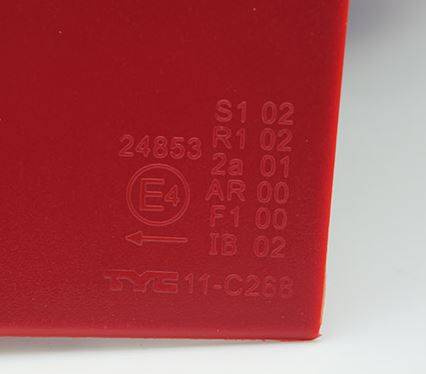 S1 02
R1 02
24853
2a 01
E4
AR 00
F1 00
IB 02
TYC 11-C268